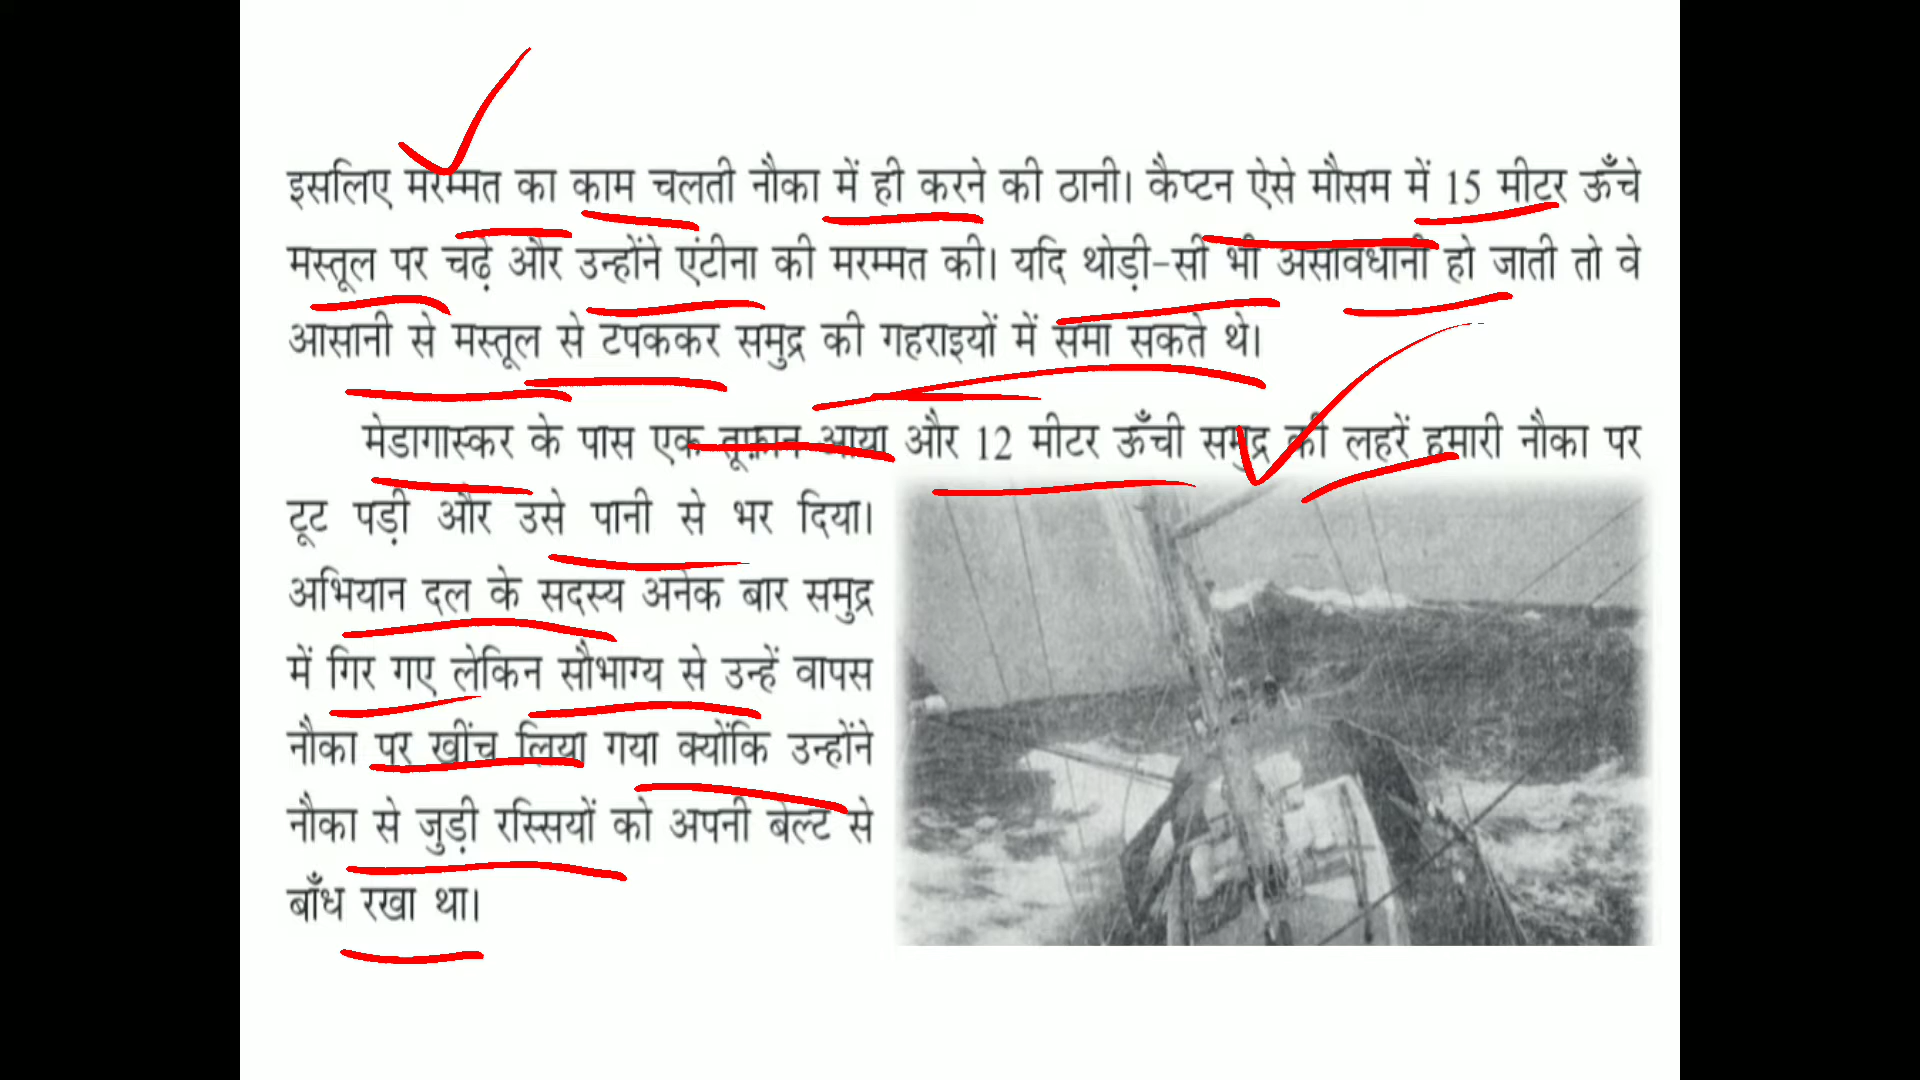 इसलिए मरम्मत का काम चलती नौका में ही करने की ठानी। कैप्टन ऐसे मौसम में 15 मीटर ऊँचे
मस्तूल पर चढ़े और उन्होंने एंटीना की मरम्मत की। यदि थोड़ी-सी भी असावधानी हो जाती तो वे
आसानी से मस्तूल से टपककर समुद्र की गहराइयों में समा सकते थे।
मेडागास्कर के पास एक तूफ़ान आया और 12 मीटर ऊँची समुद्र की लहरें हमारी नौका पर
टूट पड़ी और उसे पानी से भर दिया।
अभियान दल के सदस्य अनेक बार समुद्र
में गिर गए लेकिन सौभाग्य से उन्हें वापस
नौका पर खींच लिया गया क्योंकि उन्होंने
नौका से जुड़ी रस्सियों को अपनी बेल्ट से
बाँध रखा था।